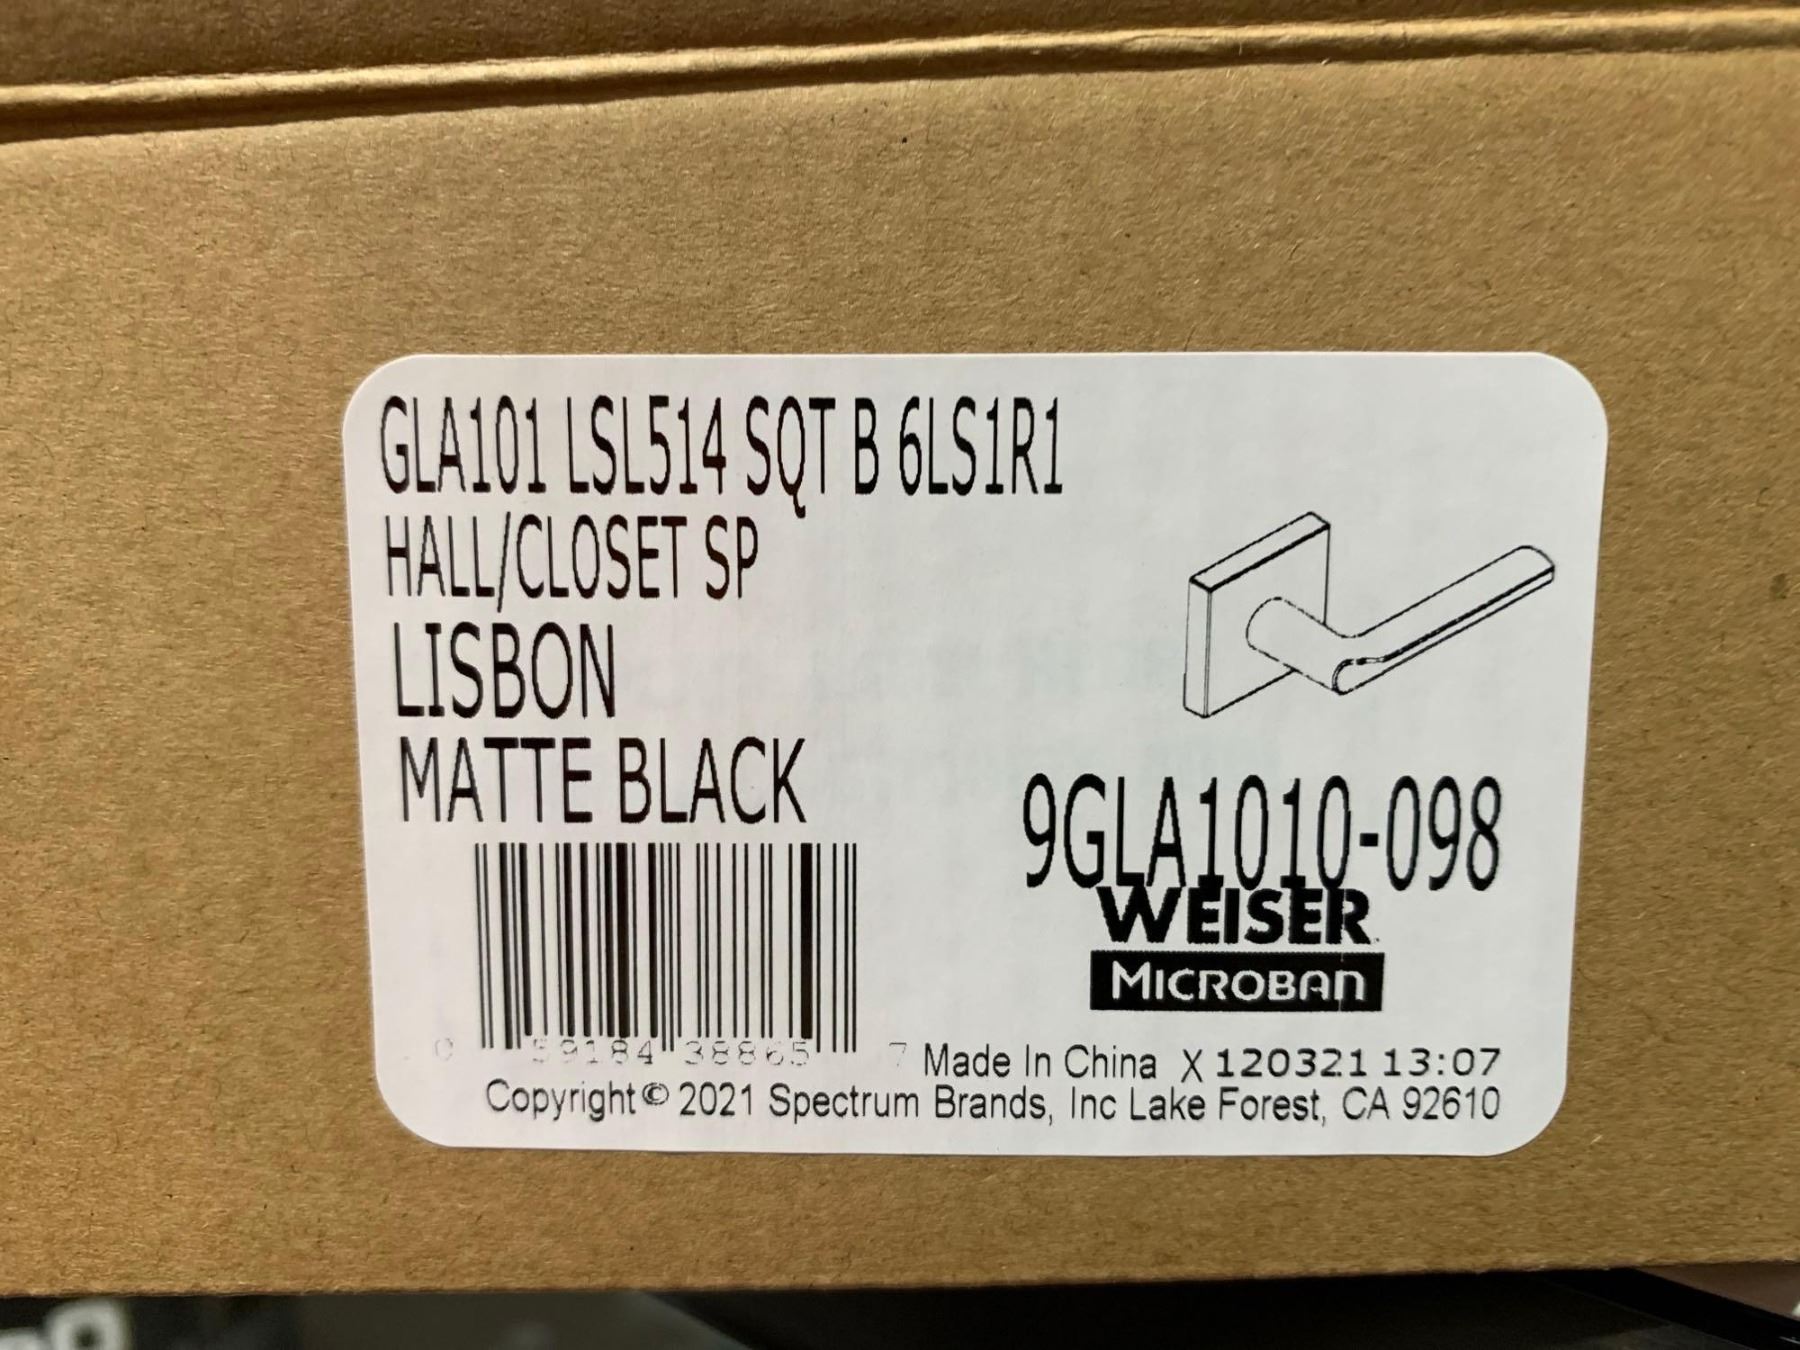 GLA101 LSL514 SQT B 6LS1R1
HALL/CLOSET SP
LISBON
MATTE BLACK
9GLA1010-098
WEISER
MICROBAN
0 59184 38865 7
Made In China X 120321 13:07
Copyright © 2021 Spectrum Brands, Inc Lake Forest, CA 92610